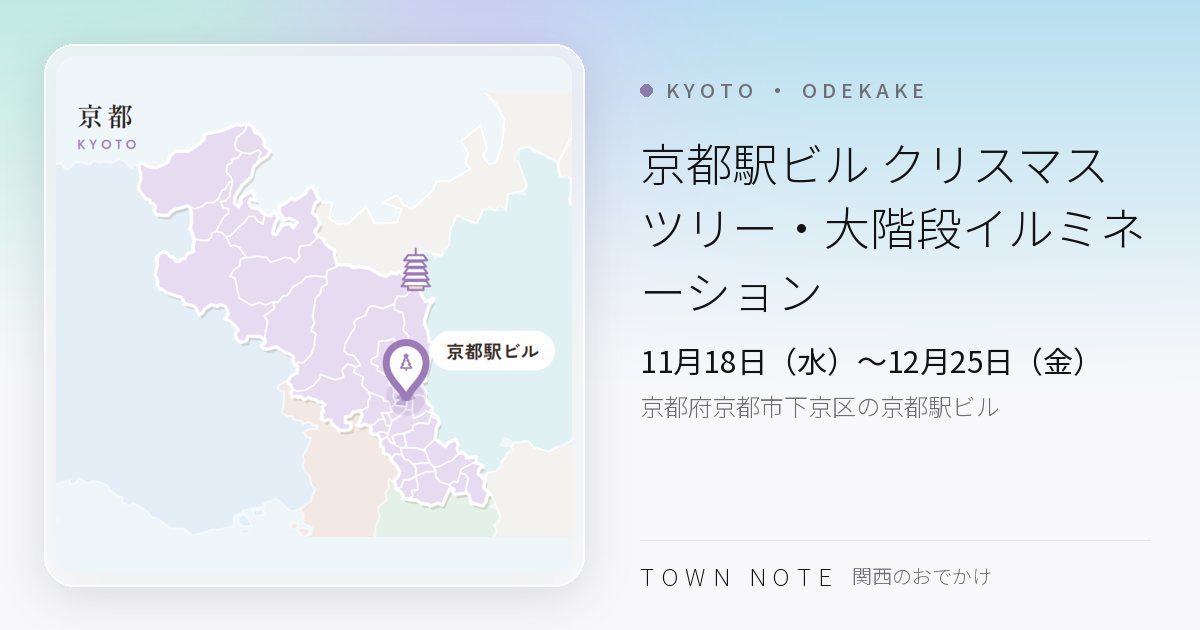 京都
KYOTO
京都駅ビル
KYOTO • ODEKAKE
京都駅ビル クリスマス
ツリー・大階段イルミネ
ーション
11月18日（水）〜12月25日（金）
京都府京都市下京区の京都駅ビル
TOWN NOTE 関西のおでかけ